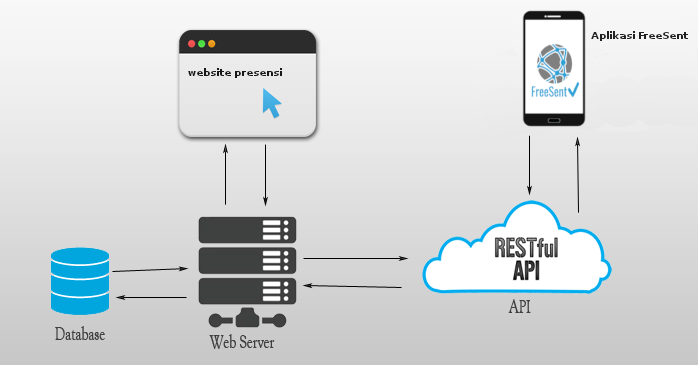 Aplikasi FreeSent
website presensi
FreeSent
RESTful
API
API
Database
Web Server